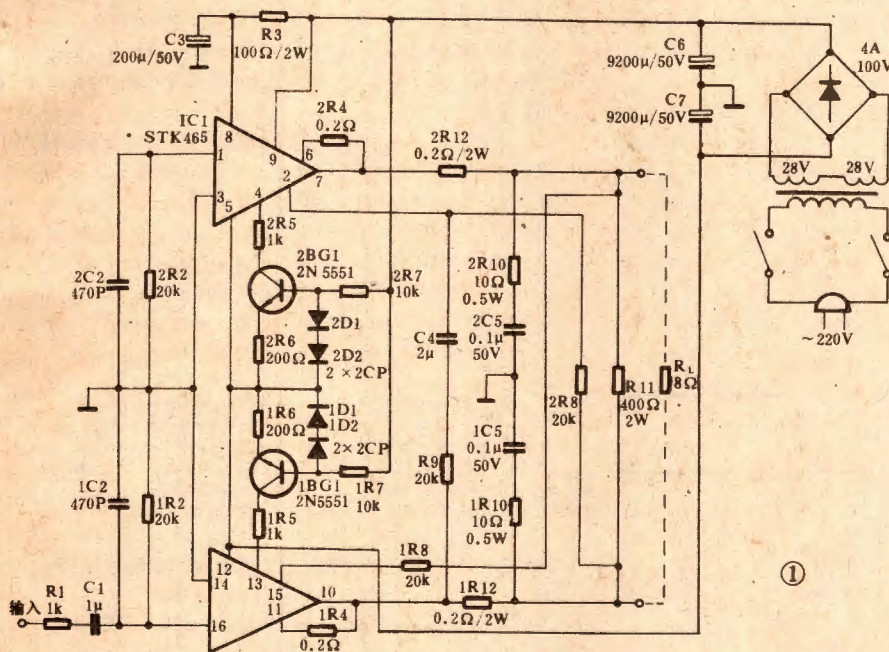 C3
200μ/50V
R3
100Ω/2W
C6
9200μ/50V
C7
9200μ/50V
4A
100V
28V
28V
~220V
IC1
STK465
8
9
1
3
5
4
2
6
7
2R4
0.2Ω
2R12
0.2Ω/2W
2R5
1k
2BG1
2N5551
2R7
10k
2C2
470P
2R2
20k
2D1
2R6
200Ω
2D2
2×2CP
C4
2μ
2R10
10Ω
0.5W
2C5
0.1μ
50V
2R8
20k
R11
400Ω
2W
RL
8Ω
1R6
200Ω
1D1
1D2
2×2CP
1C5
0.1μ
50V
R9
20k
1C2
470P
1R2
20k
1BG1
2N5551
1R7
10k
1R5
1k
1R10
10Ω
0.5W
1R8
20k
12
14
13
15
11
10
16
1R4
0.2Ω
1R12
0.2Ω/2W
输入
R1
1k
C1
1μ
①